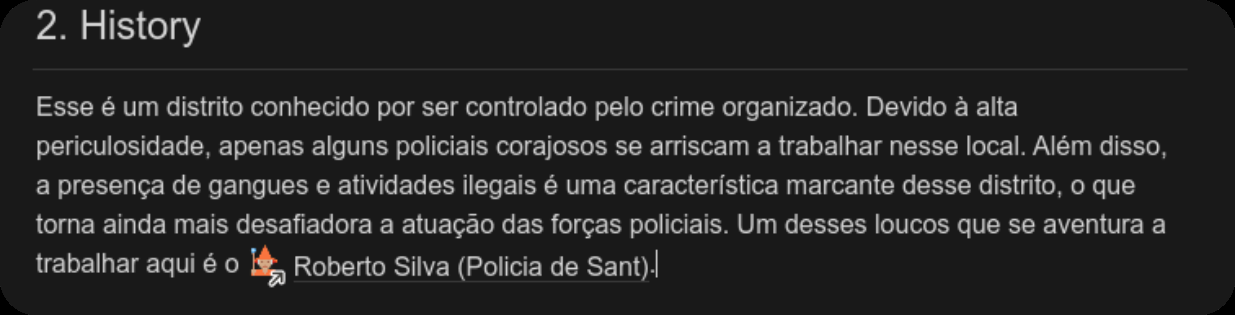 2. History
Esse é um distrito conhecido por ser controlado pelo crime organizado. Devido à alta
periculosidade, apenas alguns policiais corajosos se arriscam a trabalhar nesse local. Além disso,
a presença de gangues e atividades ilegais é uma característica marcante desse distrito, o que
torna ainda mais desafiadora a atuação das forças policiais. Um desses loucos que se aventura a
trabalhar aqui é o Roberto Silva (Policia de Sant).